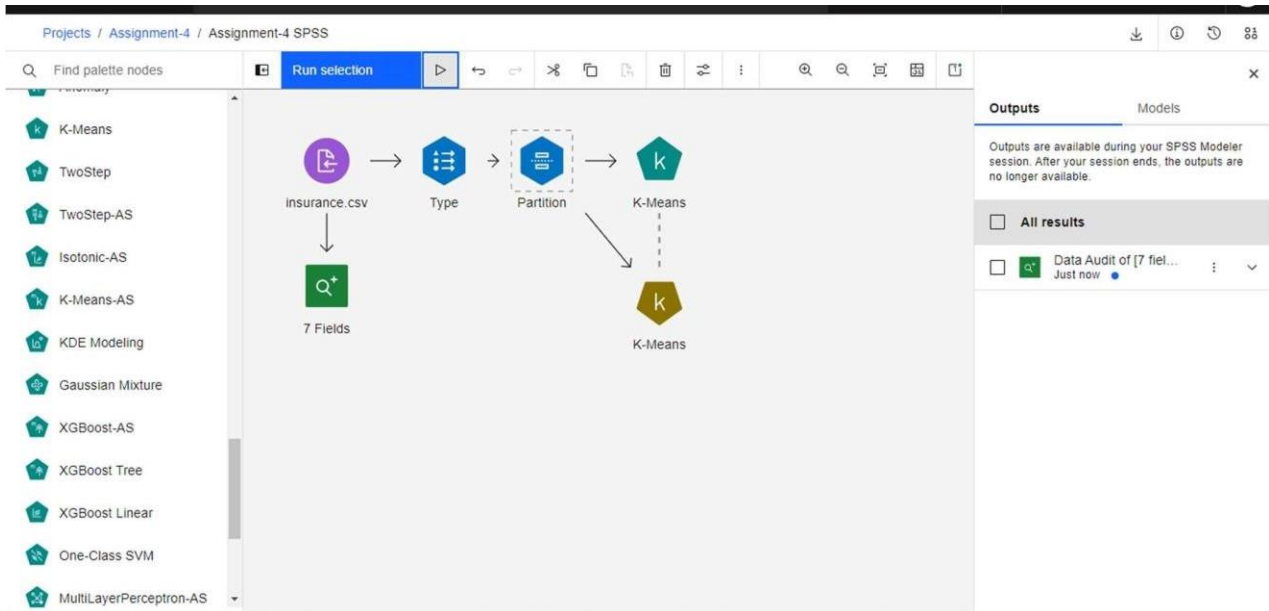 Projects / Assignment-4 / Assignment-4 SPSS
Find palette nodes
Run selection
Anomaly
K-Means
TwoStep
TwoStep-AS
Isotonic-AS
K-Means-AS
KDE Modeling
Gaussian Mixture
XGBoost-AS
XGBoost Tree
XGBoost Linear
One-Class SVM
MultiLayerPerceptron-AS
insurance.csv
Type
Partition
k
K-Means
7 Fields
k
K-Means
Outputs
Models
Outputs are available during your SPSS Modeler
session. After your session ends, the outputs are
no longer available.
All results
Data Audit of [7 fiel...
Just now